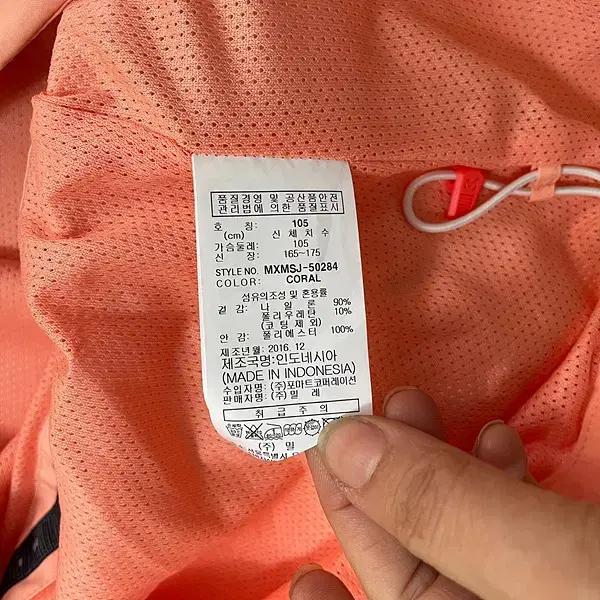 품질경영 및 공산품안전
관리법에 의한 품질표시
호 칭: 105
(cm) 신 체 치 수
가슴둘레: 105
신 장: 165~175
STYLE NO. MXMSJ-50284
COLOR: CORAL
섬유의조성 및 혼용률
겉 감: 나 일 론 90%
폴리우레탄 10%
(코 팅 제 외)
안 감: 폴리에스터 100%
제조년월: 2016. 12
제조국명:인도네시아
(MADE IN INDONESIA)
수입자명: (주)포마트코퍼레이션
판매자명: (주) 밀 레
취 급 주 의
(주) 밀